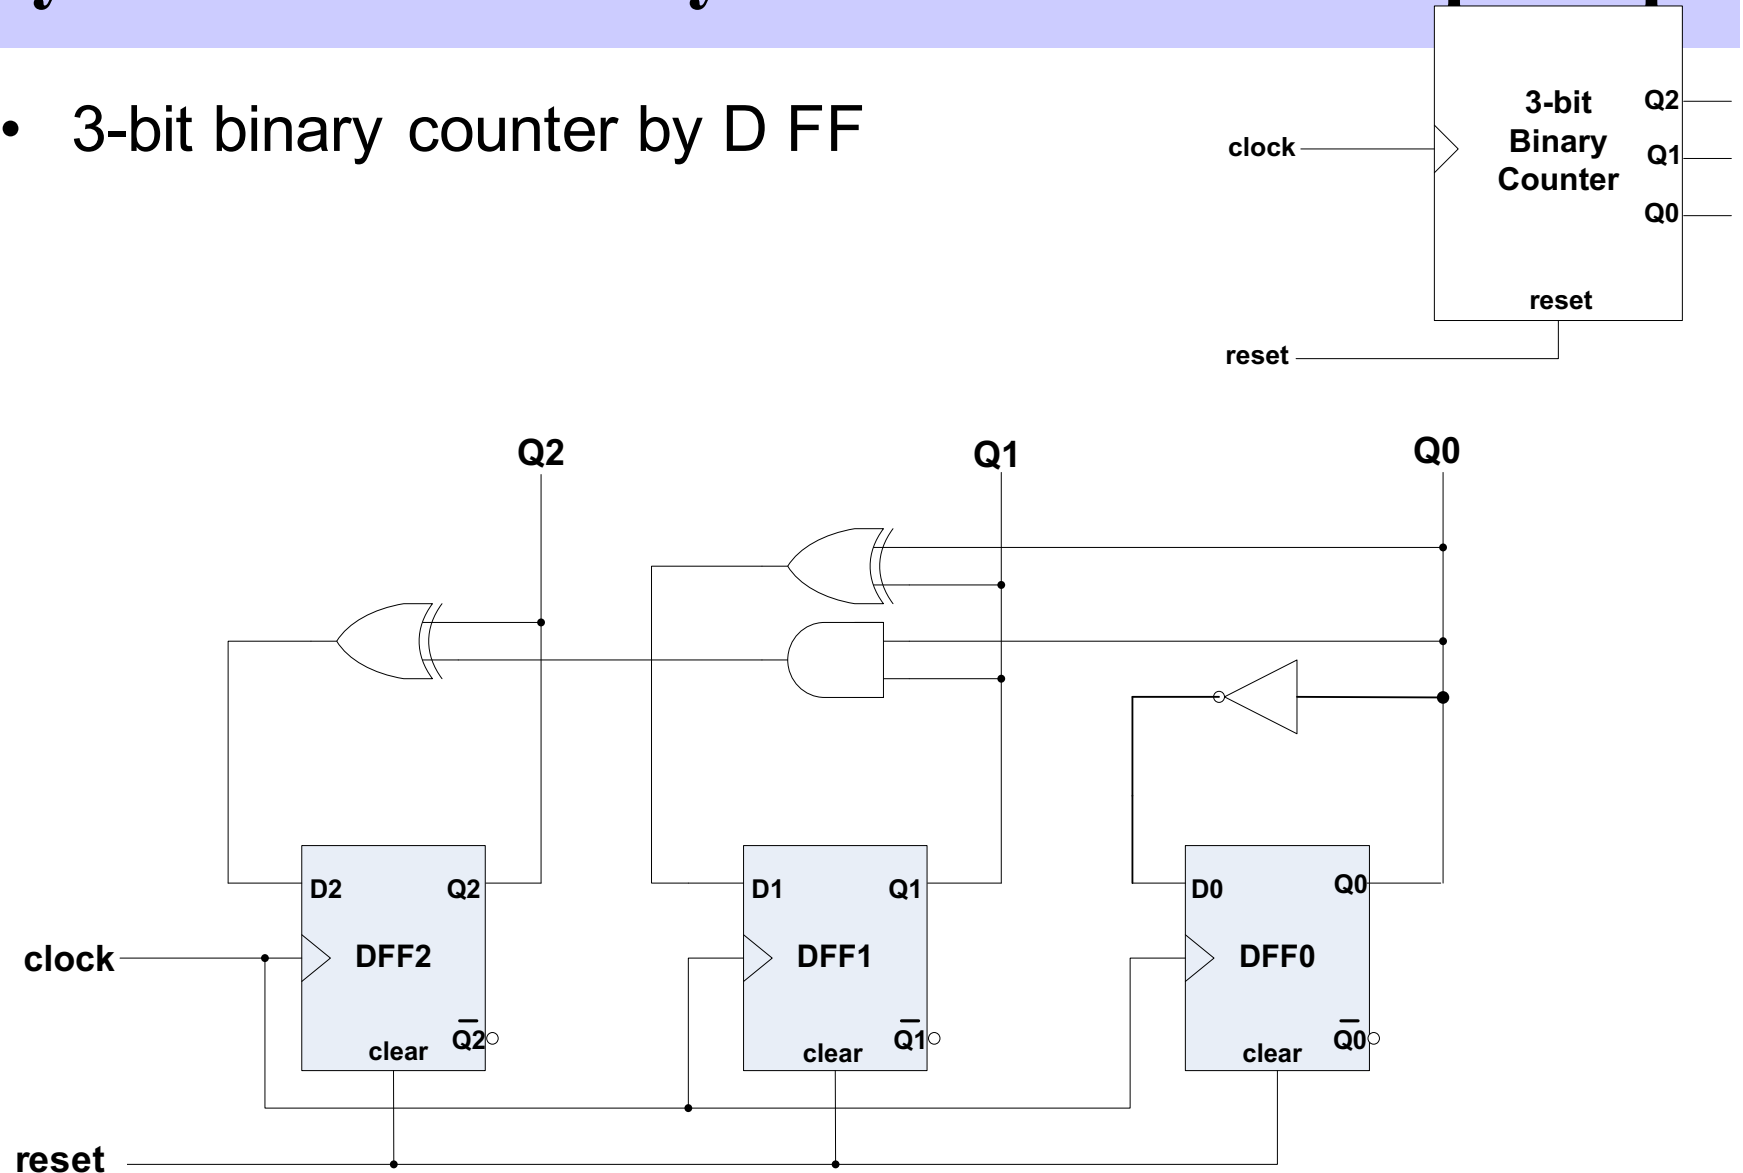 • 3-bit binary counter by D FF
3-bit
Binary
Counter
Q2
Q1
Q0
clock
reset
reset
Q2
Q1
Q0
D2
Q2
DFF2
clear
Q2
D1
Q1
DFF1
clear
Q1
D0
Q0
DFF0
clear
Q0
clock
reset